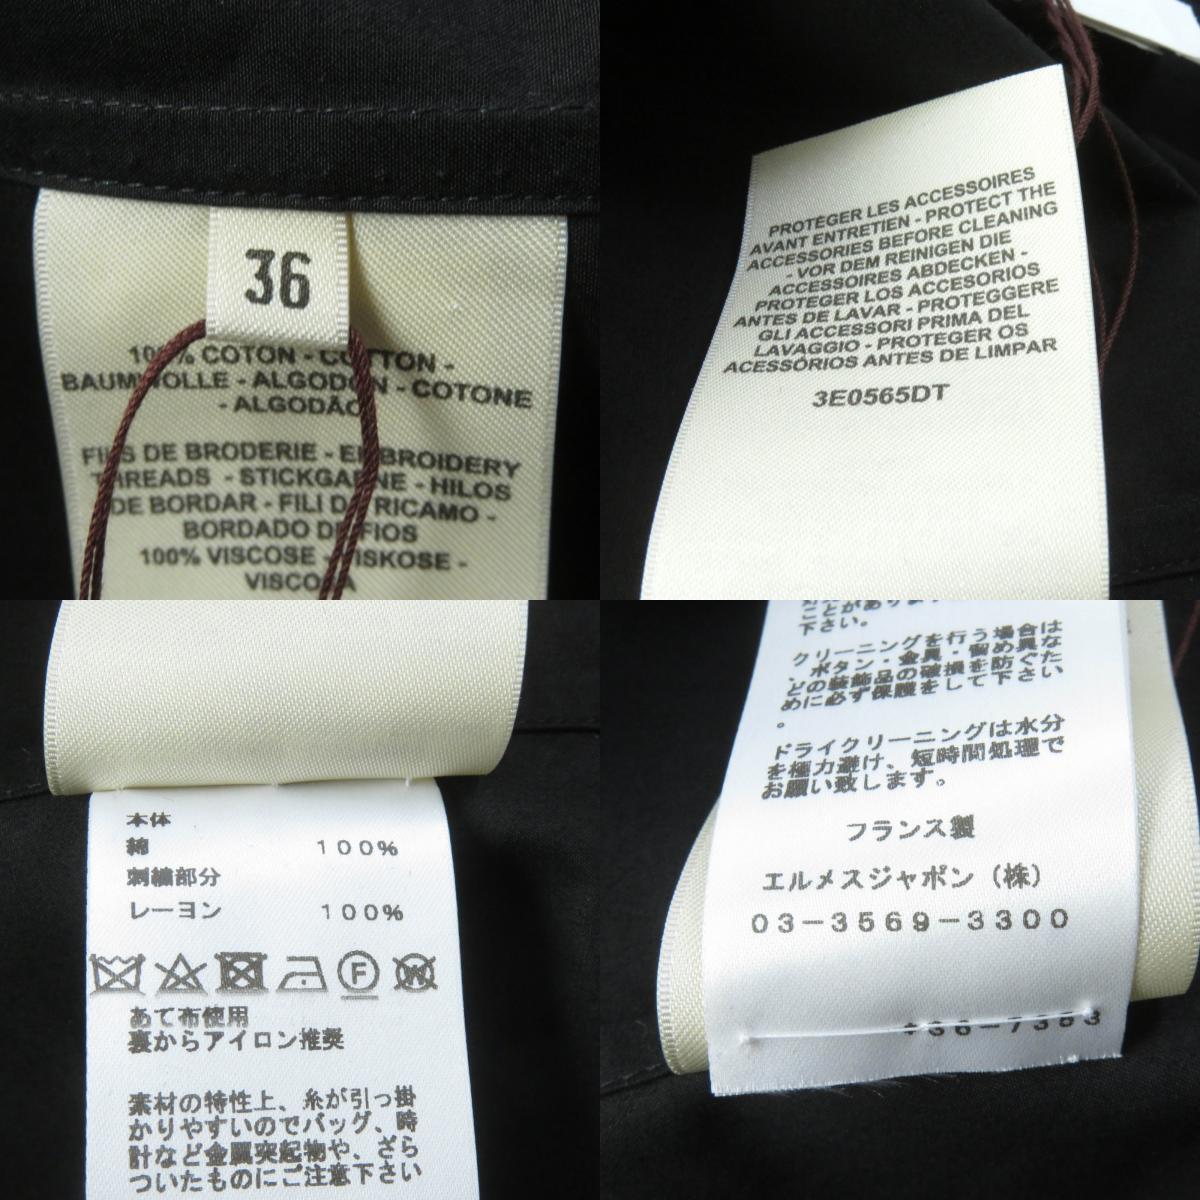 36
100% COTON - COTTON -
BAUMWOLLE - ALGODÓN - COTONE
- ALGODÃO
FILS DE BRODERIE - EMBROIDERY
THREADS - STICKGARNE - HILOS
DE BORDAR - FILI DA RICAMO -
BORDADO DE FIOS
100% VISCOSE - VISKOSE -
VISCOSA
PROTÉGER LES ACCESSOIRES
AVANT ENTRETIEN - PROTECT THE
ACCESSORIES BEFORE CLEANING
- VOR DEM REINIGEN DIE
ACCESSOIRES ABDECKEN -
PROTEGER LOS ACCESORIOS
ANTES DE LAVAR - PROTEGGERE
GLI ACCESSORI PRIMA DEL
LAVAGGIO - PROTEGER OS
ACESSÓRIOS ANTES DE LIMPAR
3E0565DT
本体
綿 100%
刺繍部分
レーヨン 100%
F W
あて布使用
裏からアイロン推奨
素材の特性上、糸が引っ掛
かりやすいのでバッグ、時
計など金属突起物や、ざら
ついたものにご注意下さい
ことがあります
下さい。
クリーニングを行う場合は
、ボタン・金具・留め具な
どの装飾品の破損を防ぐた
めに必ず保護をして下さい
。
ドライクリーニングは水分
を極力避け、短時間処理で
お願い致します。
フランス製
エルメスジャポン（株）
03-3569-3300
36-7383